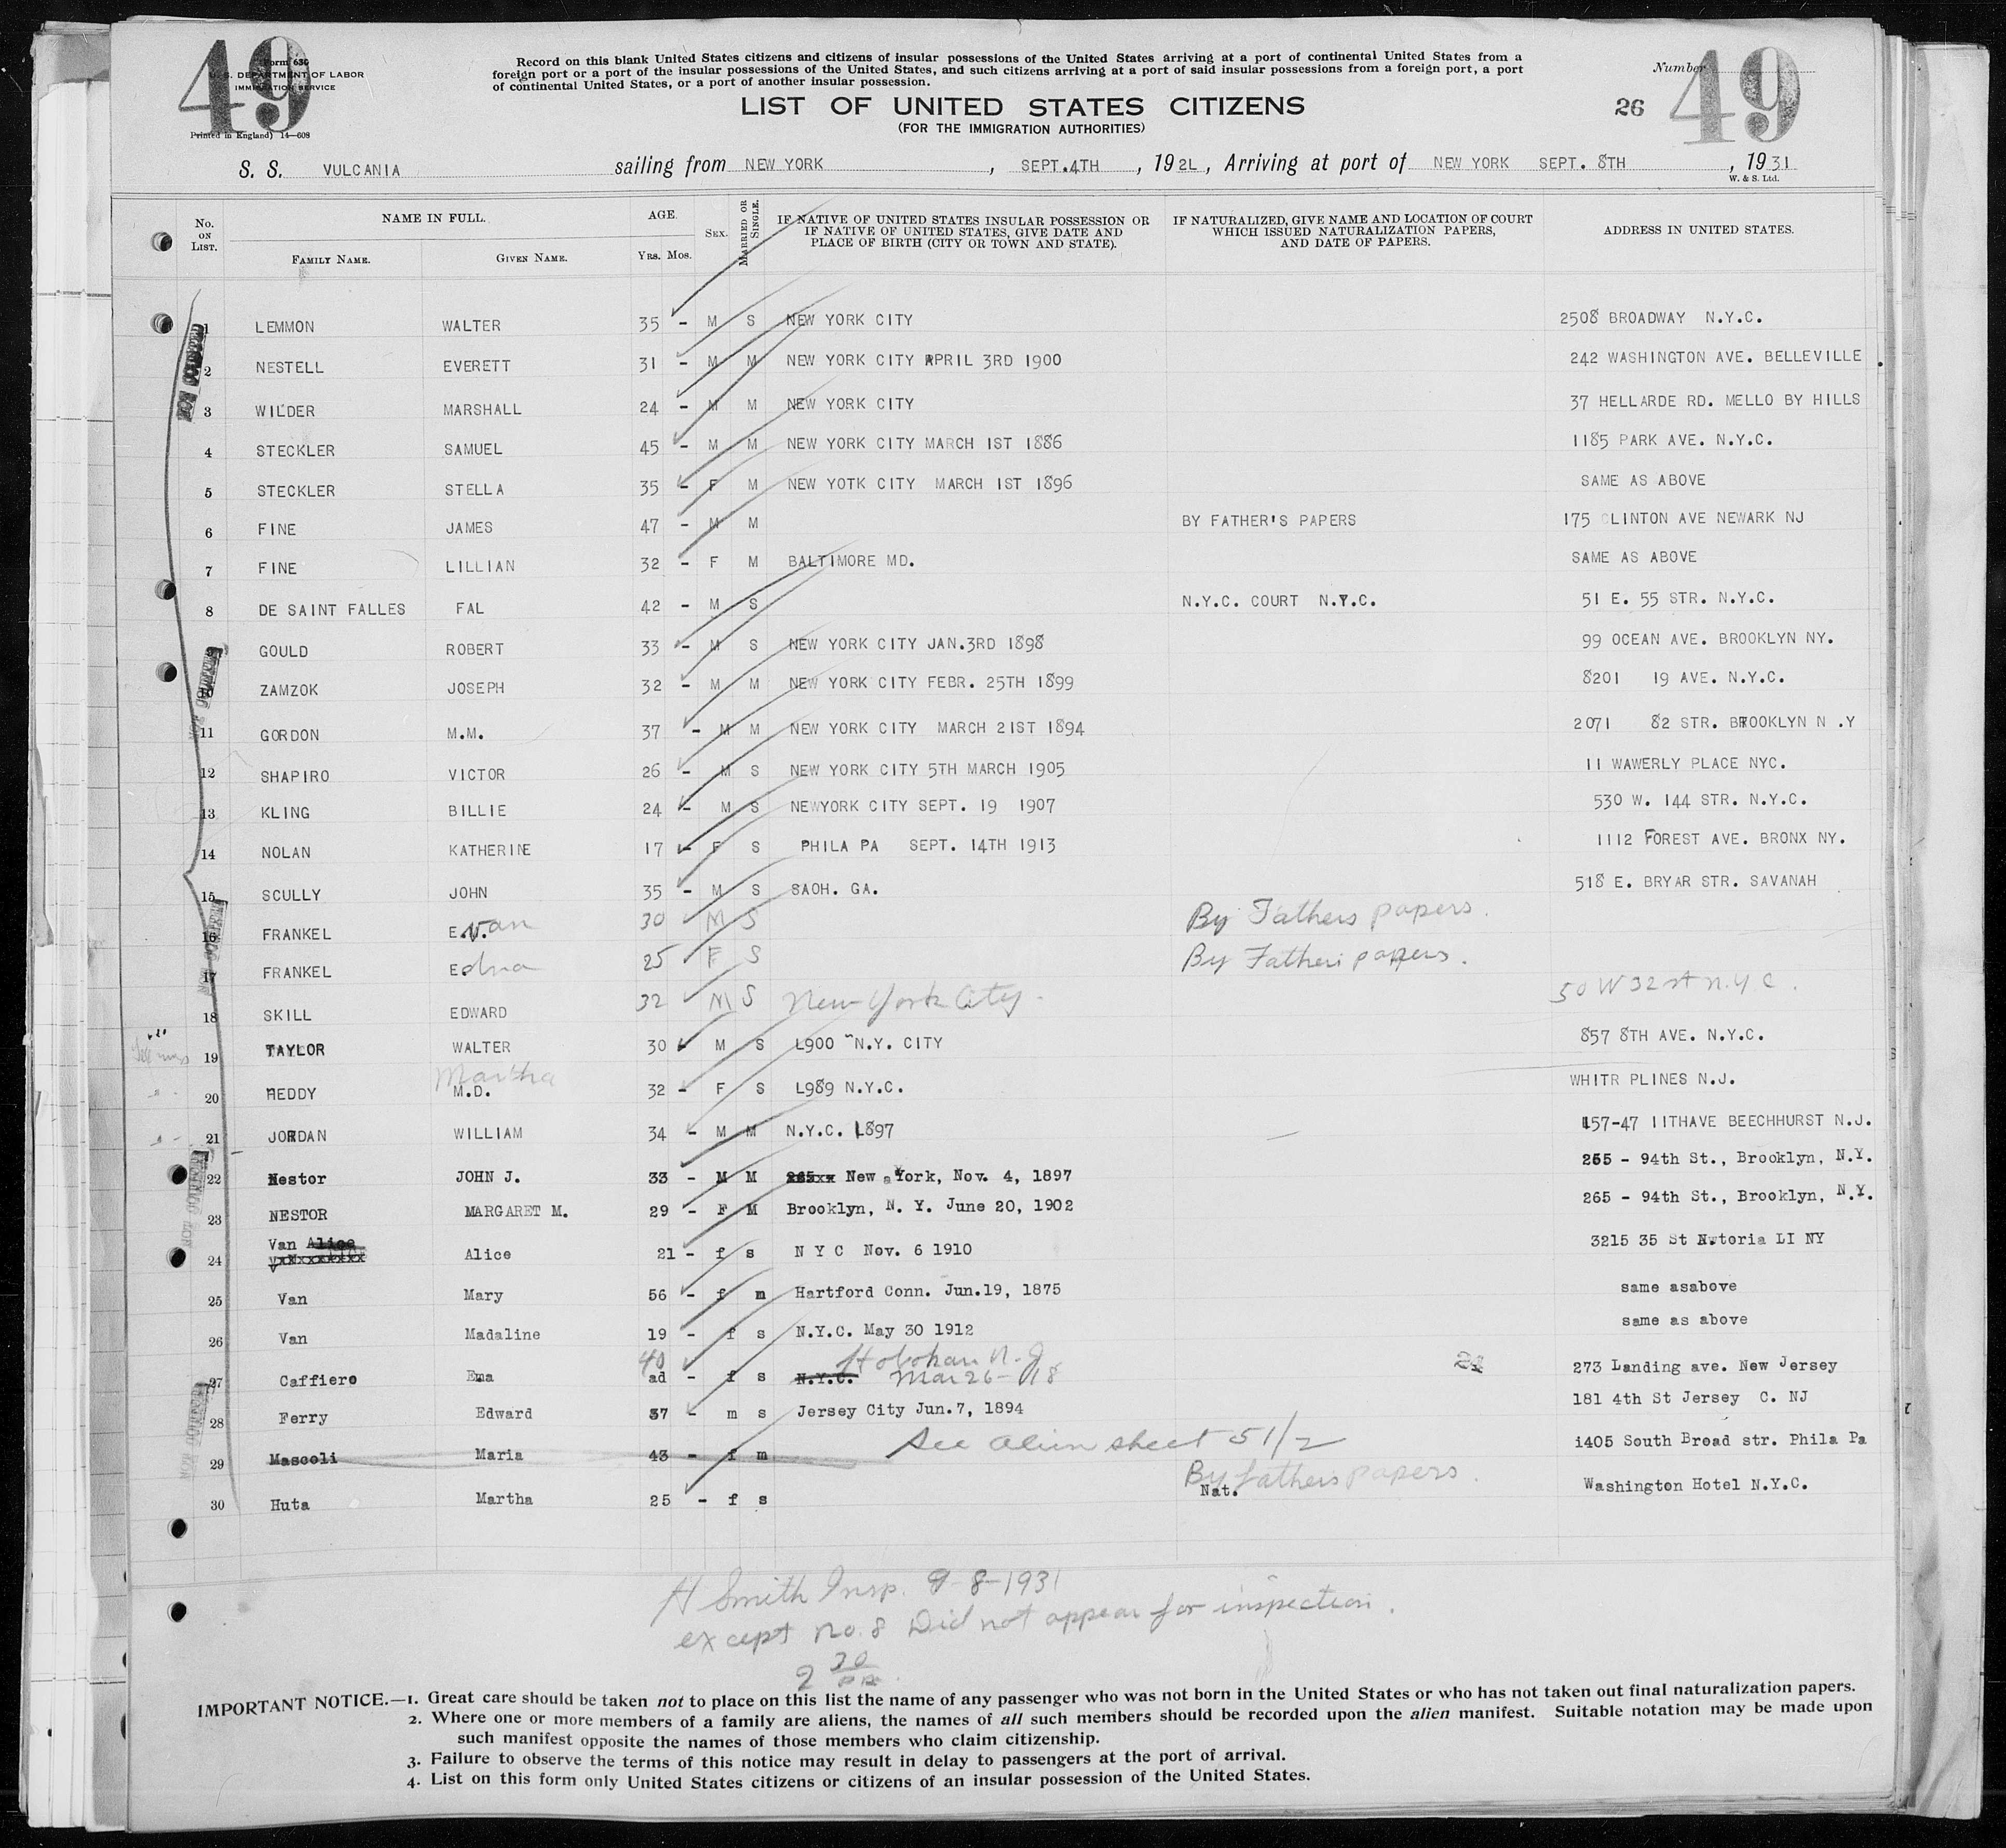 49
Form 630
U. S. DEPARTMENT OF LABOR
IMMIGRATION SERVICE
Printed in England) 14—608
Record on this blank United States citizens and citizens of insular possessions of the United States arriving at a port of continental United States from a
foreign port or a port of the insular possessions of the United States, and such citizens arriving at a port of said insular possessions from a foreign port, a port
of continental United States, or a port of another insular possession.
LIST OF UNITED STATES CITIZENS
(FOR THE IMMIGRATION AUTHORITIES)
Number
26 49
S. S. VULCANIA sailing from NEW YORK , SEPT.4TH , 192L , Arriving at port of NEW YORK SEPT. 8TH , 1931
W. & S. Ltd.
No. ON LIST. NAME IN FULL. AGE. SEX. MARRIED OR SINGLE. IF NATIVE OF UNITED STATES INSULAR POSSESSION OR IF NATIVE OF UNITED STATES, GIVE DATE AND PLACE OF BIRTH (CITY OR TOWN AND STATE). IF NATURALIZED, GIVE NAME AND LOCATION OF COURT WHICH ISSUED NATURALIZATION PAPERS, AND DATE OF PAPERS. ADDRESS IN UNITED STATES.
FAMILY NAME. GIVEN NAME. YRS. MOS.
1 LEMMON WALTER 35 - M S NEW YORK CITY 2508 BROADWAY N.Y.C.
2 NESTELL EVERETT 31 - M M NEW YORK CITY APRIL 3RD 1900 242 WASHINGTON AVE. BELLEVILLE
3 WILDER MARSHALL 24 - M M NEW YORK CITY 37 HELLARDE RD. MELLO BY HILLS
4 STECKLER SAMUEL 45 - M M NEW YORK CITY MARCH 1ST 1886 1185 PARK AVE. N.Y.C.
5 STECKLER STELLA 35 - F M NEW YOTK CITY MARCH 1ST 1896 SAME AS ABOVE
6 FINE JAMES 47 - M M BY FATHER'S PAPERS 175 CLINTON AVE NEWARK NJ
7 FINE LILLIAN 32 - F M BALTIMORE MD. SAME AS ABOVE
8 DE SAINT FALLES FAL 42 - M S N.Y.C. COURT N.Y.C. 51 E. 55 STR. N.Y.C.
GOULD ROBERT 33 - M S NEW YORK CITY JAN.3RD 1898 99 OCEAN AVE. BROOKLYN NY.
10 ZAMZOK JOSEPH 32 - M M NEW YORK CITY FEBR. 25TH 1899 8201 19 AVE. N.Y.C.
11 GORDON M.M. 37 - M M NEW YORK CITY MARCH 21ST 1894 2071 82 STR. BROOKLYN N .Y
12 SHAPIRO VICTOR 26 - M S NEW YORK CITY 5TH MARCH 1905 11 WAWERLY PLACE NYC.
13 KLING BILLIE 24 - M S NEWYORK CITY SEPT. 19 1907 530 W. 144 STR. N.Y.C.
14 NOLAN KATHERINE 17 - F S PHILA PA SEPT. 14TH 1913 1112 FOREST AVE. BRONX NY.
15 SCULLY JOHN 35 - M S SAOH. GA. 518 E. BRYAR STR. SAVANAH
16 FRANKEL E. Van 30 M S By Fathers papers.
17 FRANKEL Edna 25 F S By Fathers papers.
18 SKILL EDWARD 32 M S New York City. 50 W 32 st N.Y C.
19 TAYLOR WALTER 30 M S L900 N.Y. CITY 857 8TH AVE. N.Y.C.
Martha
20 REDDY M.D. 32 - F S L989 N.Y.C. WHITR PLINES N.J.
21 JORDAN WILLIAM 34 - M M N.Y.C. L897 157-47 11THAVE BEECHHURST N.J.
22 Nestor JOHN J. 33 - M M 265xx New York, Nov. 4, 1897 265 - 94th St., Brooklyn, N.Y.
23 NESTOR MARGARET M. 29 - F M Brooklyn, N. Y. June 20, 1902 265 - 94th St., Brooklyn, N.Y.
24 Van Alice Alice 21 - f s N Y C Nov. 6 1910 3215 35 St Astoria LI NY
25 Van Mary 56 - f m Hartford Conn. Jun.19, 1875 same asabove
26 Van Madaline 19 - f s N.Y.C. May 30 1912 same as above
40 Hoboken N.J
27 Caffiero Ema ad - f s N.Y.C. Mar 26- 273 Landing ave. New Jersey
28 Ferry Edward 37 - m s Jersey City Jun.7, 1894 181 4th St Jersey C. NJ
29 Mascoli Maria 43 - f m See alien sheet 51/2 1405 South Broad str. Phila Pa
By fathers papers.
30 Huta Martha 25 - f s Nat. Washington Hotel N.Y.C.
H Smith Insp. 9-8-1931
except No. 8 Did not appear for inspection.
2 30
IMPORTANT NOTICE.—1. Great care should be taken not to place on this list the name of any passenger who was not born in the United States or who has not taken out final naturalization papers.
2. Where one or more members of a family are aliens, the names of all such members should be recorded upon the alien manifest. Suitable notation may be made upon
such manifest opposite the names of those members who claim citizenship.
3. Failure to observe the terms of this notice may result in delay to passengers at the port of arrival.
4. List on this form only United States citizens or citizens of an insular possession of the United States.